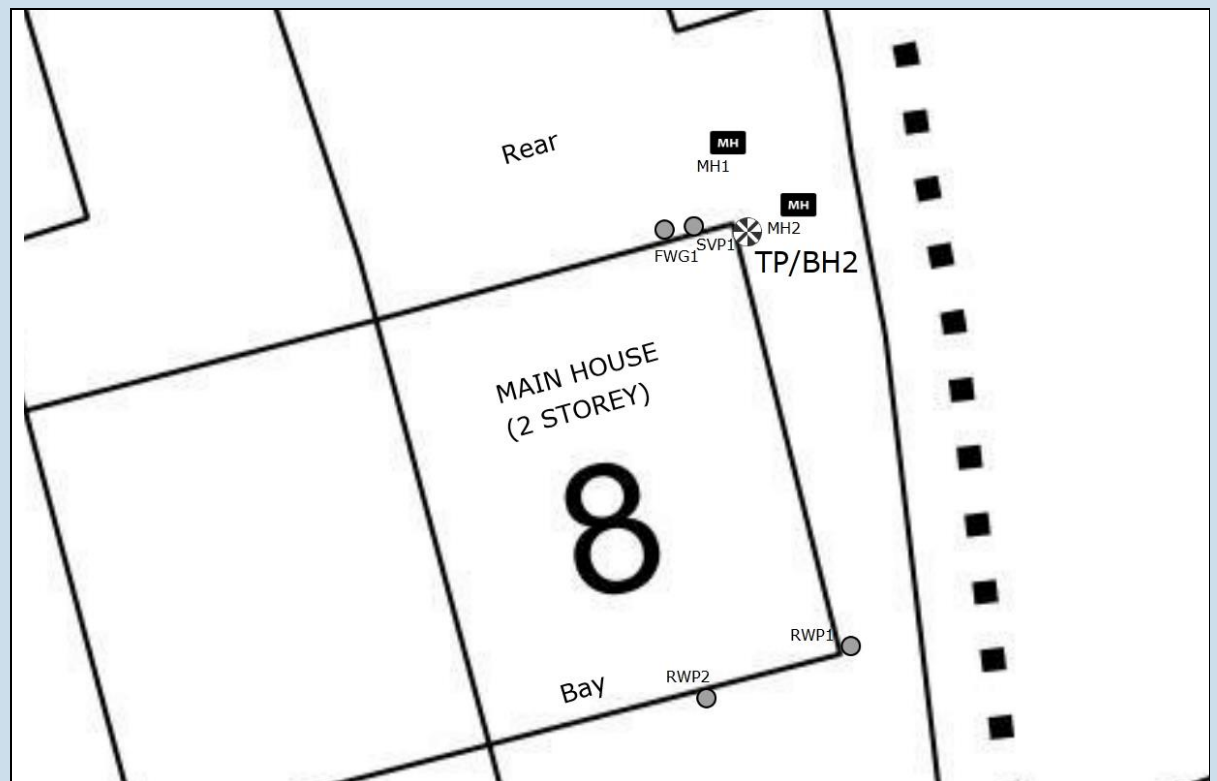 Rear
MH
MH1
MH
MH2
SVP1
FWG1
TP/BH2
MAIN HOUSE
(2 STOREY)
8
RWP1
RWP2
Bay